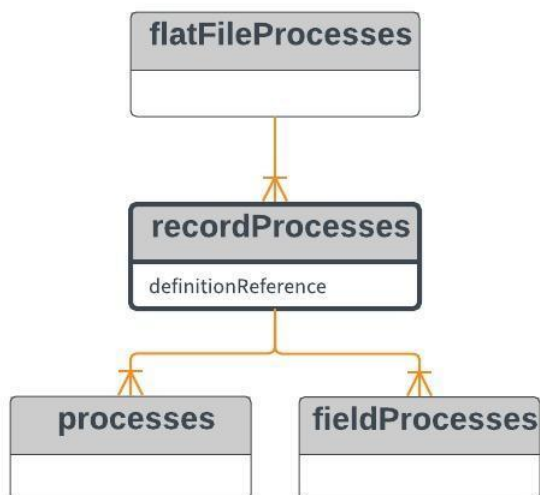 flatFileProcesses
recordProcesses
definitionReference
processes
fieldProcesses